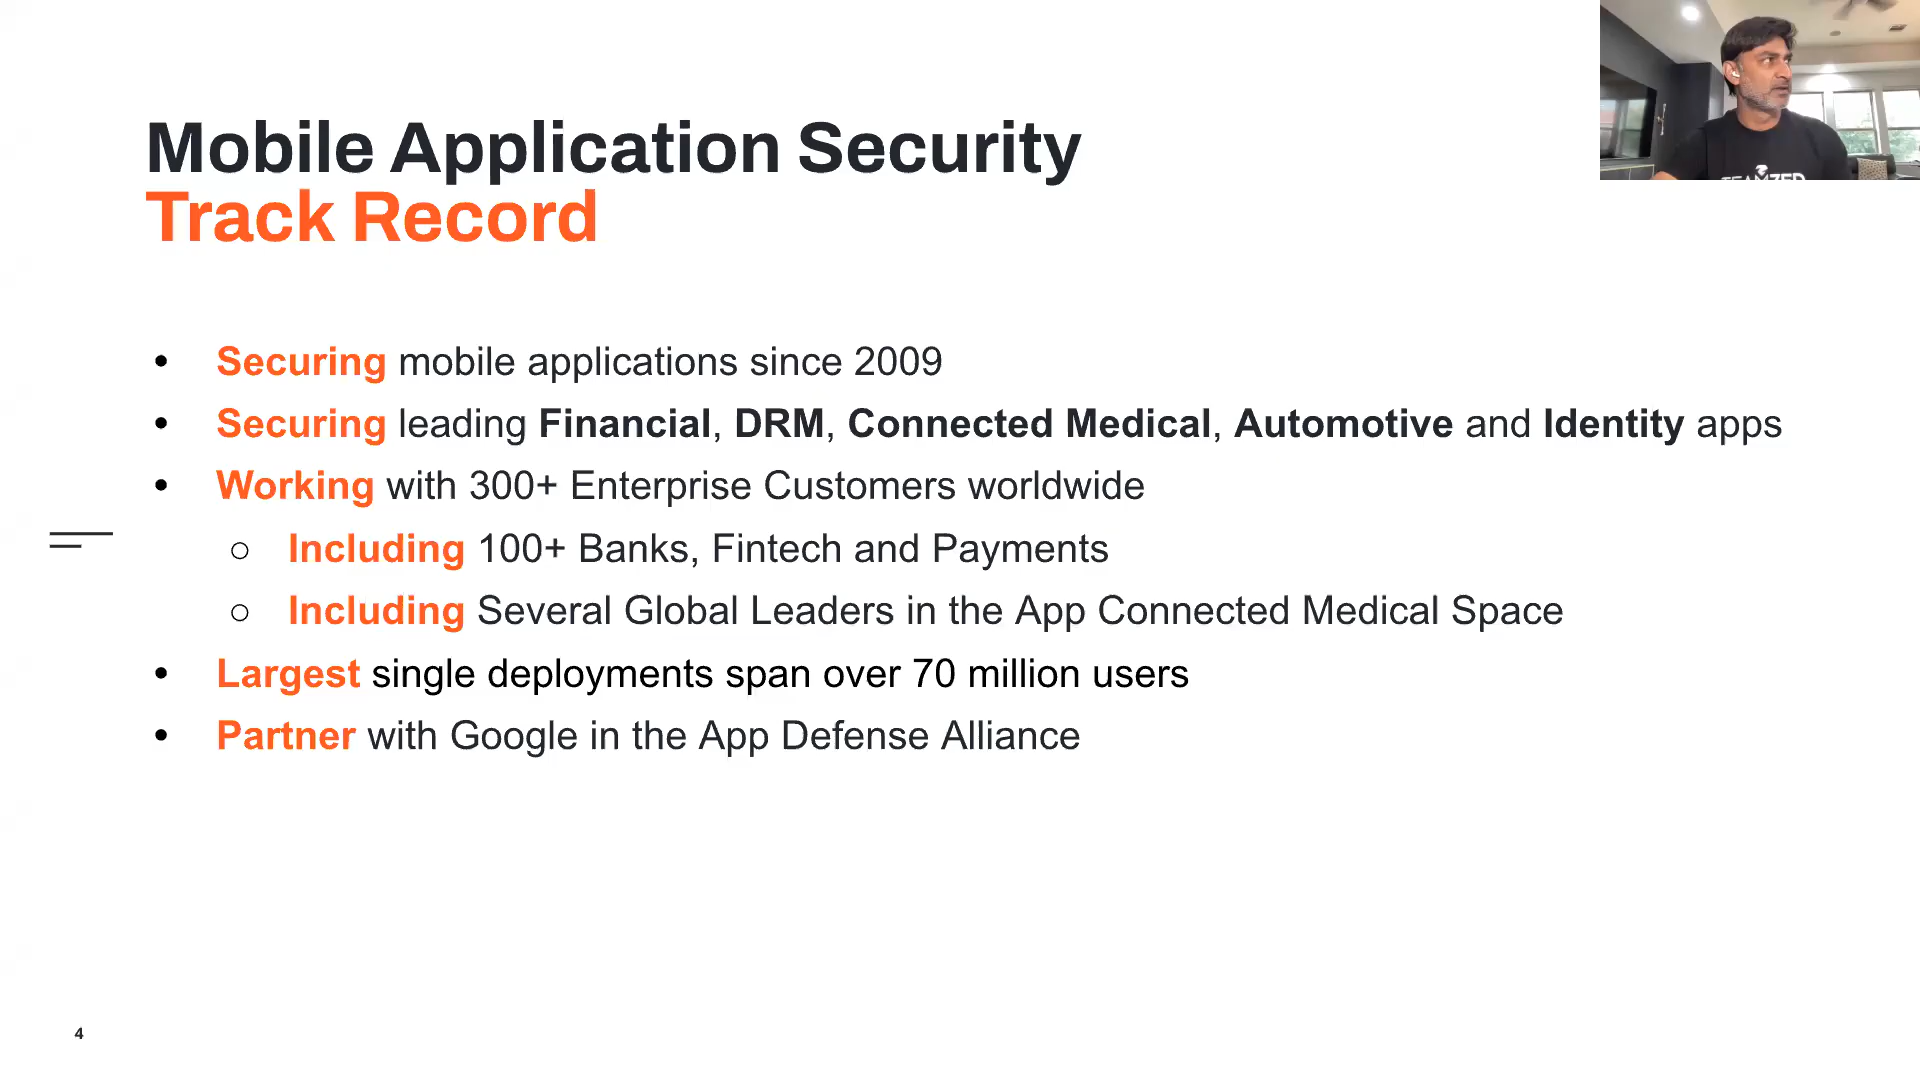 Mobile Application Security
Track Record
• Securing mobile applications since 2009
• Securing leading Financial, DRM, Connected Medical, Automotive and Identity apps
• Working with 300+ Enterprise Customers worldwide
○ Including 100+ Banks, Fintech and Payments
○ Including Several Global Leaders in the App Connected Medical Space
• Largest single deployments span over 70 million users
• Partner with Google in the App Defense Alliance
4